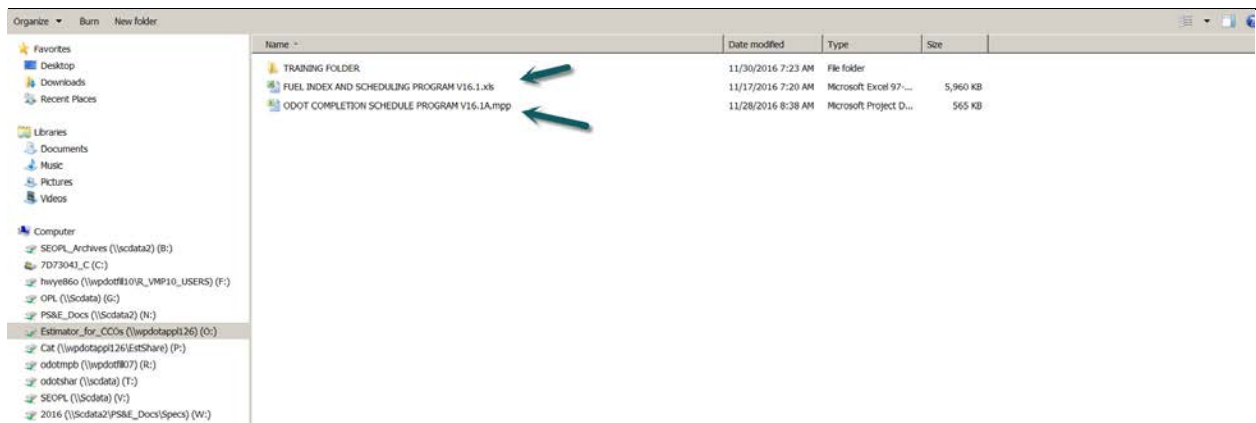 Organize Burn New folder
Favorites
Desktop
Downloads
Recent Places
Libraries
Documents
Music
Pictures
Videos
Computer
SEOPL_Archives (\\scdata2) (B:)
7D7304J_C (C:)
hwye86o (\\wpdotfill10\R_VMP10_USERS) (F:)
OPL (\\Scdata) (G:)
PS&E_Docs (\\Scdata2) (N:)
Estimator_for_CCOs (\\wpdotappl126) (O:)
Cat (\\wpdotappl126\EstShare) (P:)
odotmpb (\\wpdotfill07) (R:)
odotshar (\\scdata) (T:)
SEOPL (\\Scdata) (V:)
2016 (\\Scdata2\PS&E_Docs\Specs) (W:)
Name Date modified Type Size
TRAINING FOLDER 11/30/2016 7:23 AM File folder
FUEL INDEX AND SCHEDULING PROGRAM V16.1.xls 11/17/2016 7:20 AM Microsoft Excel 97-... 5,960 KB
ODOT COMPLETION SCHEDULE PROGRAM V16.1A.mpp 11/28/2016 8:38 AM Microsoft Project D... 565 KB